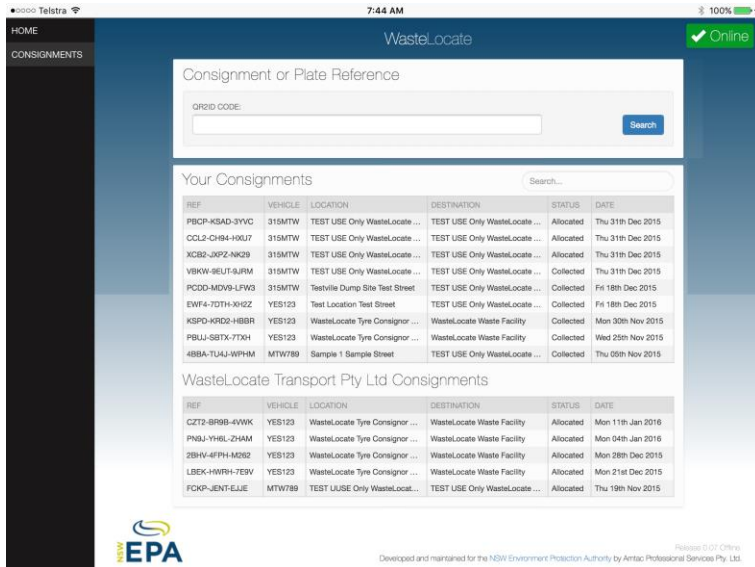 Telstra 7:44 AM 100%
HOME
CONSIGNMENTS
WasteLocate
Online
Consignment or Plate Reference
QR2ID CODE:
Search
Your Consignments Search...
REF VEHICLE LOCATION DESTINATION STATUS DATE
PBCP-KSAD-3YVC 315MTW TEST USE Only WasteLocate ... TEST USE Only WasteLocate ... Allocated Thu 31th Dec 2015
CCL2-CH94-HXU7 315MTW TEST USE Only WasteLocate ... TEST USE Only WasteLocate ... Allocated Thu 31th Dec 2015
XCB2-JXPZ-NK29 315MTW TEST USE Only WasteLocate ... TEST USE Only WasteLocate ... Allocated Thu 31th Dec 2015
VBKW-9EUT-9JRM 315MTW TEST USE Only WasteLocate ... TEST USE Only WasteLocate ... Collected Thu 31th Dec 2015
PCDD-MDV9-LFW3 315MTW Testville Dump Site Test Street TEST USE Only WasteLocate ... Collected Fri 18th Dec 2015
EWF4-7DTH-XH2Z YES123 Test Location Test Street TEST USE Only WasteLocate ... Collected Fri 18th Dec 2015
KSPD-KRD2-HBBR YES123 WasteLocate Tyre Consignor ... WasteLocate Waste Facility Collected Mon 30th Nov 2015
PBUJ-SBTX-7TXH YES123 WasteLocate Tyre Consignor ... WasteLocate Waste Facility Collected Wed 25th Nov 2015
4BBA-TU4J-WPHM MTW789 Sample 1 Sample Street TEST USE Only WasteLocate ... Collected Thu 05th Nov 2015
WasteLocate Transport Pty Ltd Consignments
REF VEHICLE LOCATION DESTINATION STATUS DATE
CZT2-BR9B-4VWK YES123 WasteLocate Tyre Consignor ... WasteLocate Waste Facility Allocated Mon 11th Jan 2016
PN9J-YH6L-ZHAM YES123 WasteLocate Tyre Consignor ... WasteLocate Waste Facility Allocated Mon 04th Jan 2016
2BHV-4FPH-M262 YES123 WasteLocate Tyre Consignor ... WasteLocate Waste Facility Allocated Mon 28th Dec 2015
LBEK-HWRH-7E9V YES123 WasteLocate Tyre Consignor ... WasteLocate Waste Facility Allocated Mon 21st Dec 2015
FCKP-JENT-EJJE MTW789 TEST UUSE Only WasteLocat... TEST USE Only WasteLocate ... Allocated Thu 19th Nov 2015
NSW EPA
Release 0.07 Offline
Developed and maintained for the NSW Environment Protection Authority by Amtac Professional Services Pty. Ltd.